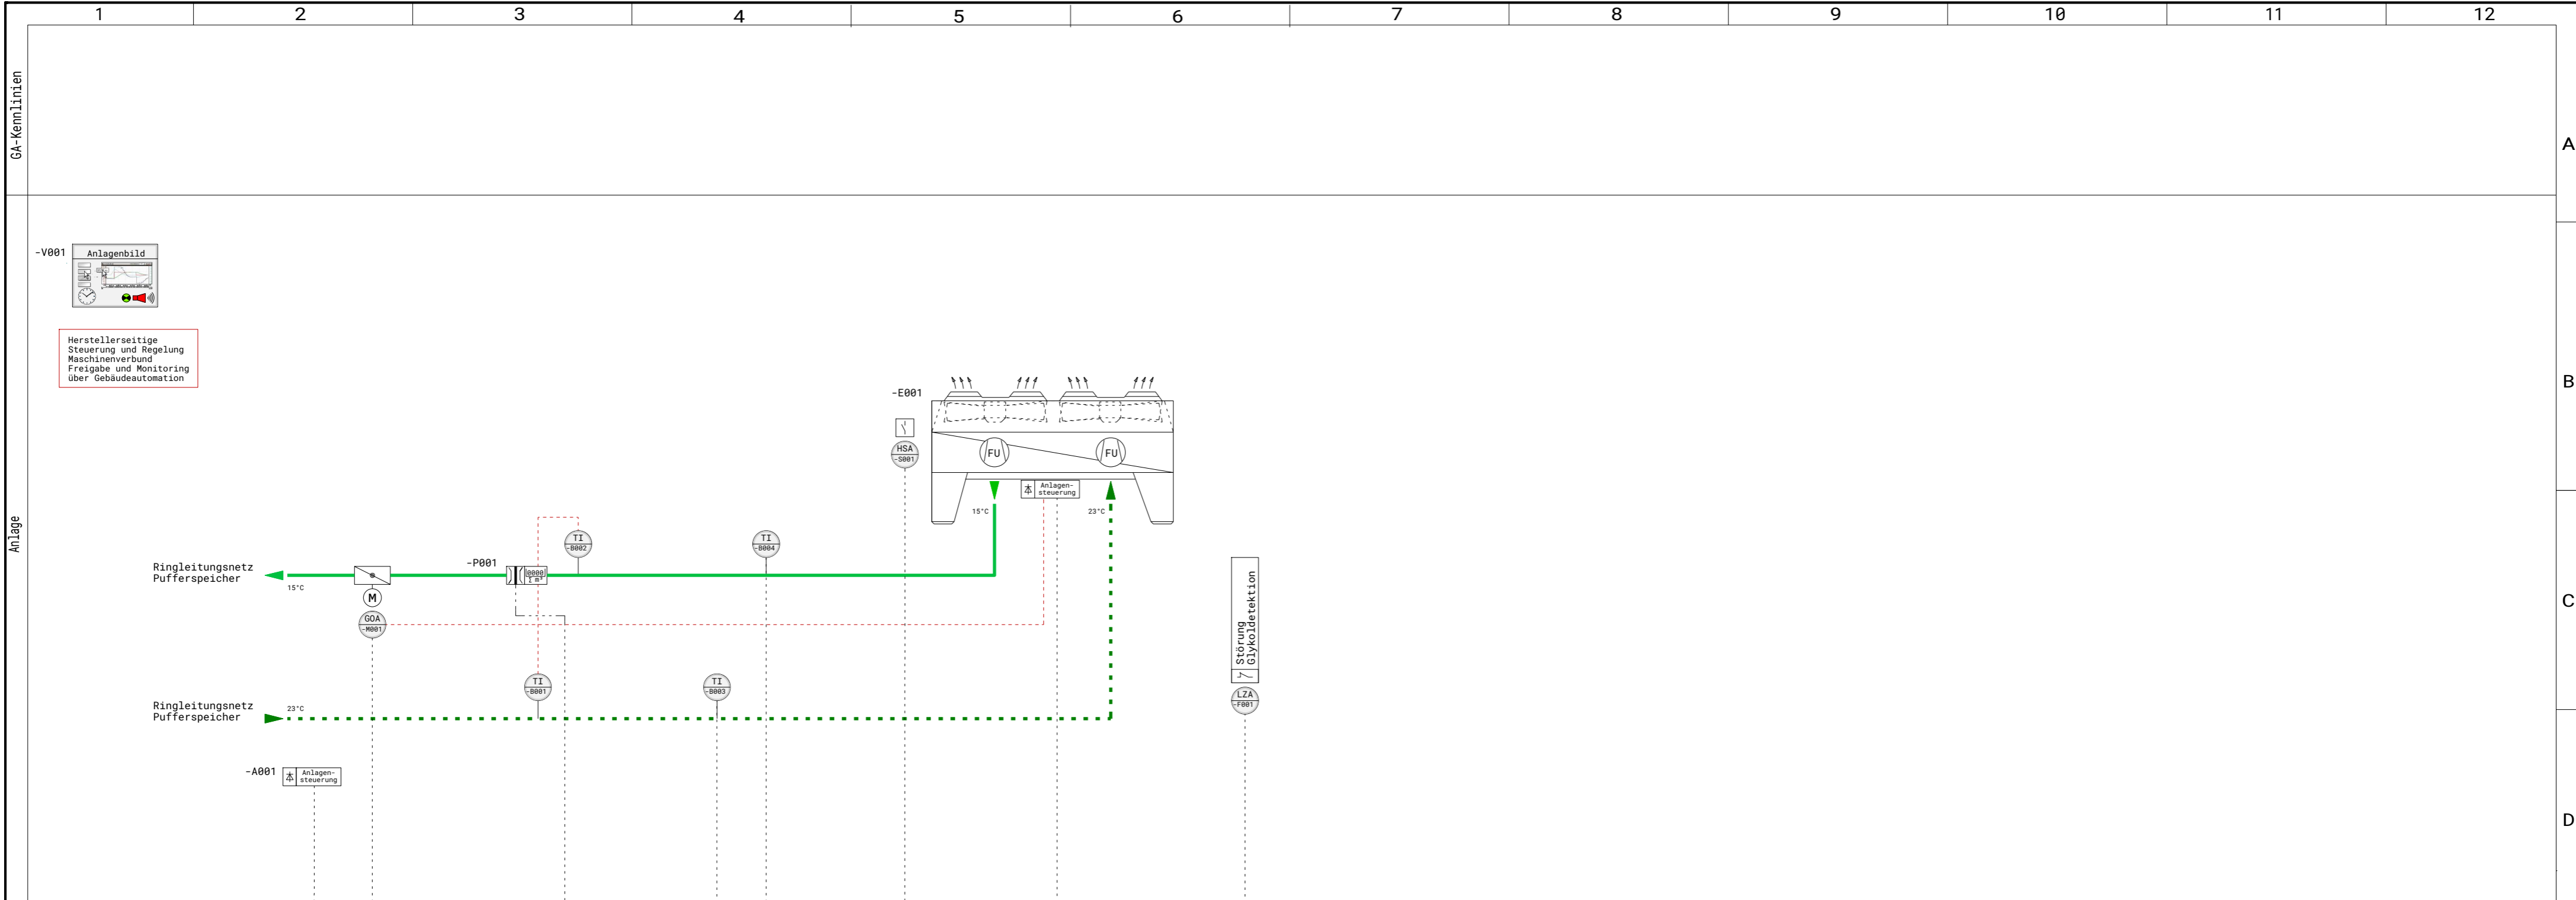 1 2 3 4 5 6 7 8 9 10 11 12
GA-Kennlinien
A
-V001
Anlagenbild
Herstellerseitige
Steuerung und Regelung
Maschinenverbund
Freigabe und Monitoring
über Gebäudeautomation
B
-E001
HSA
-S001
FU
FU
Anlagen-
steuerung
15°C
23°C
Anlage
TI
-B002
TI
-B004
-P001
0000
Σ m³
Ringleitungsnetz
Pufferspeicher
15°C
M
GOA
-M001
C
Störung
Glykoldetektion
LZA
-F001
TI
-B001
TI
-B003
Ringleitungsnetz
Pufferspeicher
23°C
-A001
Anlagen-
steuerung
D